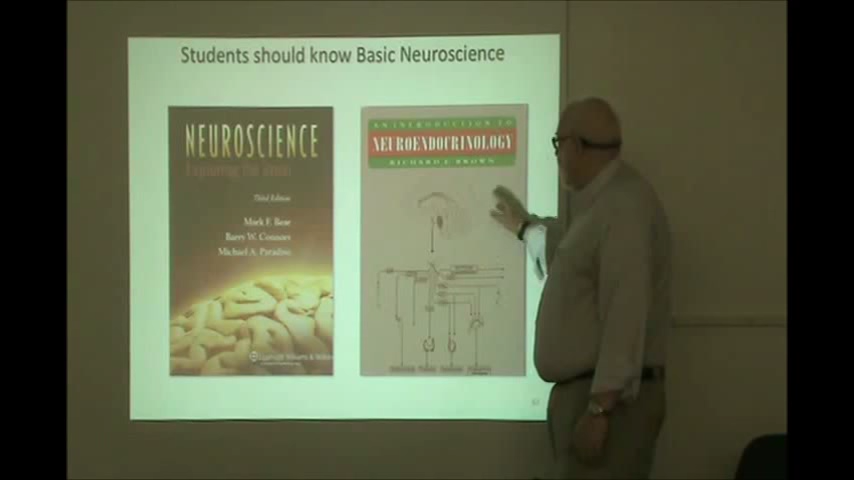 Students should know Basic Neuroscience
NEUROSCIENCE
Exploring the Brain
Third Edition
Mark F. Bear
Barry W. Connors
Michael A. Paradiso
AN INTRODUCTION TO
NEUROENDOCRINOLOGY
RICHARD E BROWN